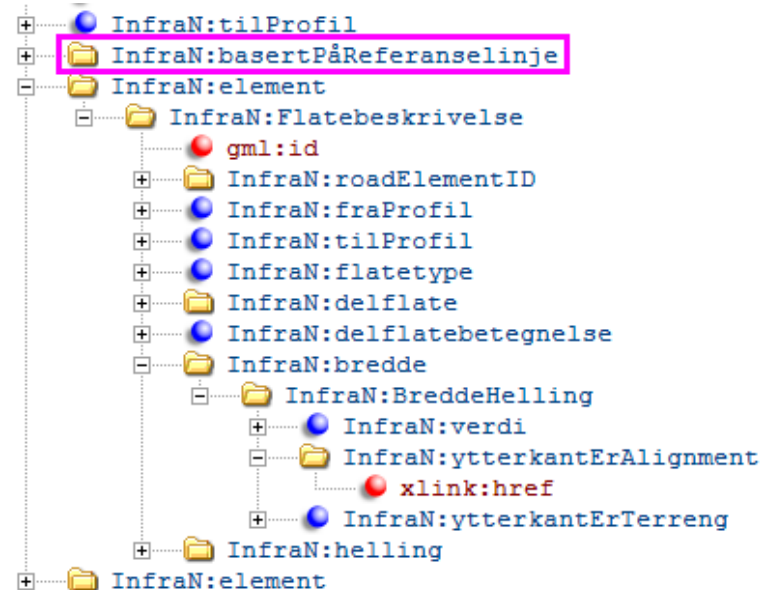 InfraN:tilProfil
InfraN:basertPåReferanselinje
InfraN:element
InfraN:Flatebeskrivelse
gml:id
InfraN:roadElementID
InfraN:fraProfil
InfraN:tilProfil
InfraN:flatetype
InfraN:delflate
InfraN:delflatebetegnelse
InfraN:bredde
InfraN:BreddeHelling
InfraN:verdi
InfraN:ytterkantErAlignment
xlink:href
InfraN:ytterkantErTerreng
InfraN:helling
InfraN:element